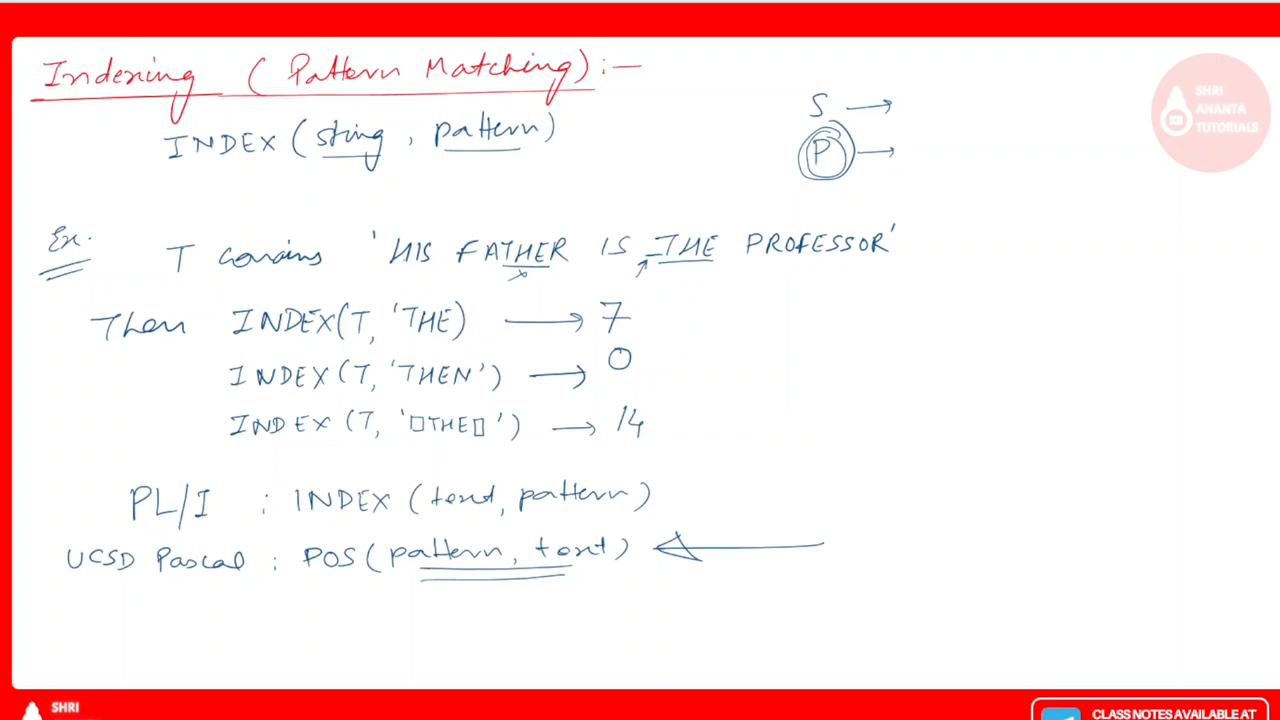 Indexing (Pattern Matching):-
INDEX (sting, pattern)
S →
P →
SHRI
ANANTA
TUTORIALS
Ex. T conains 'HIS FATHER IS THE PROFESSOR'
Then INDEX(T, 'THE) → 7
INDEX(T, 'THEN') → 0
INDEX (T, '□THE□') → 14
PL/I : INDEX (text, pattern)
UCSD Pascal : POS(pattern, text)
SHRI
CLASS NOTES AVAILABLE AT